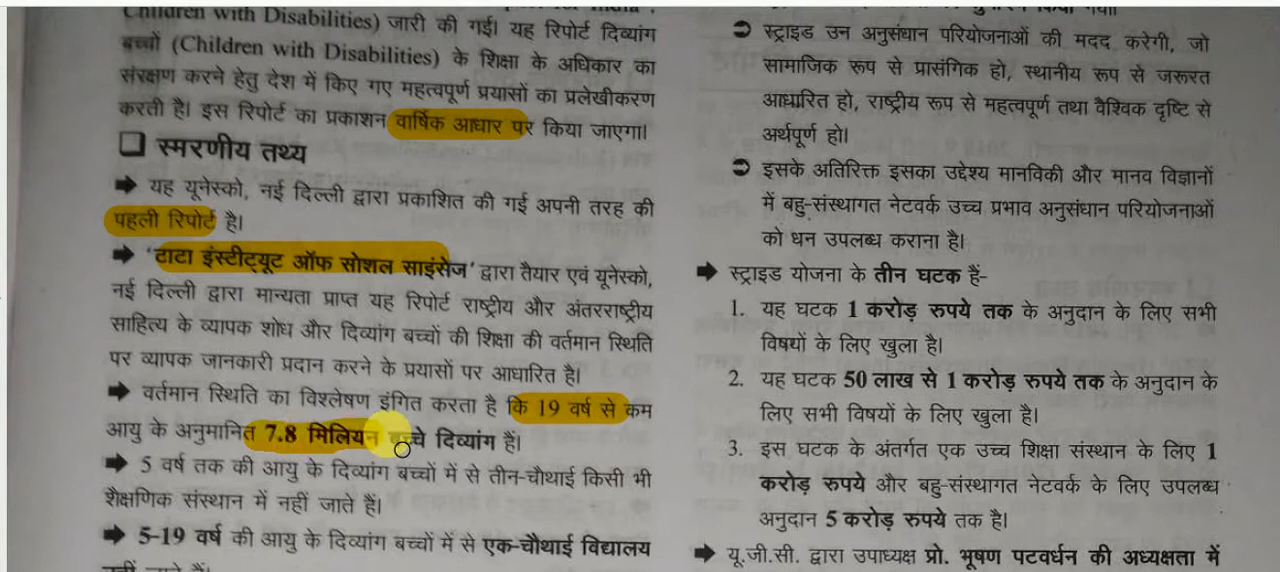 Children with Disabilities) जारी की गई। यह रिपोर्ट दिव्यांग
बच्चों (Children with Disabilities) के शिक्षा के अधिकार का
संरक्षण करने हेतु देश में किए गए महत्वपूर्ण प्रयासों का प्रलेखीकरण
करती है। इस रिपोर्ट का प्रकाशन वार्षिक आधार पर किया जाएगा।
❑ स्मरणीय तथ्य
➡ यह यूनेस्को, नई दिल्ली द्वारा प्रकाशित की गई अपनी तरह की
पहली रिपोर्ट है।
➡ 'टाटा इंस्टीट्यूट ऑफ सोशल साइंसेज' द्वारा तैयार एवं यूनेस्को,
नई दिल्ली द्वारा मान्यता प्राप्त यह रिपोर्ट राष्ट्रीय और अंतरराष्ट्रीय
साहित्य के व्यापक शोध और दिव्यांग बच्चों की शिक्षा की वर्तमान स्थिति
पर व्यापक जानकारी प्रदान करने के प्रयासों पर आधारित है।
➡ वर्तमान स्थिति का विश्लेषण इंगित करता है कि 19 वर्ष से कम
आयु के अनुमानित 7.8 मिलियन बच्चे दिव्यांग हैं।
➡ 5 वर्ष तक की आयु के दिव्यांग बच्चों में से तीन-चौथाई किसी भी
शैक्षणिक संस्थान में नहीं जाते हैं।
➡ 5-19 वर्ष की आयु के दिव्यांग बच्चों में से एक-चौथाई विद्यालय
➲ स्ट्राइड उन अनुसंधान परियोजनाओं की मदद करेगी, जो
सामाजिक रूप से प्रासंगिक हो, स्थानीय रूप से जरूरत
आधारित हो, राष्ट्रीय रूप से महत्वपूर्ण तथा वैश्विक दृष्टि से
अर्थपूर्ण हो।
➲ इसके अतिरिक्त इसका उद्देश्य मानविकी और मानव विज्ञानों
में बहु-संस्थागत नेटवर्क उच्च प्रभाव अनुसंधान परियोजनाओं
को धन उपलब्ध कराना है।
➡ स्ट्राइड योजना के तीन घटक हैं-
1. यह घटक 1 करोड़ रुपये तक के अनुदान के लिए सभी
विषयों के लिए खुला है।
2. यह घटक 50 लाख से 1 करोड़ रुपये तक के अनुदान के
लिए सभी विषयों के लिए खुला है।
3. इस घटक के अंतर्गत एक उच्च शिक्षा संस्थान के लिए 1
करोड़ रुपये और बहु-संस्थागत नेटवर्क के लिए उपलब्ध
अनुदान 5 करोड़ रुपये तक है।
➡ यू.जी.सी. द्वारा उपाध्यक्ष प्रो. भूषण पटवर्धन की अध्यक्षता में